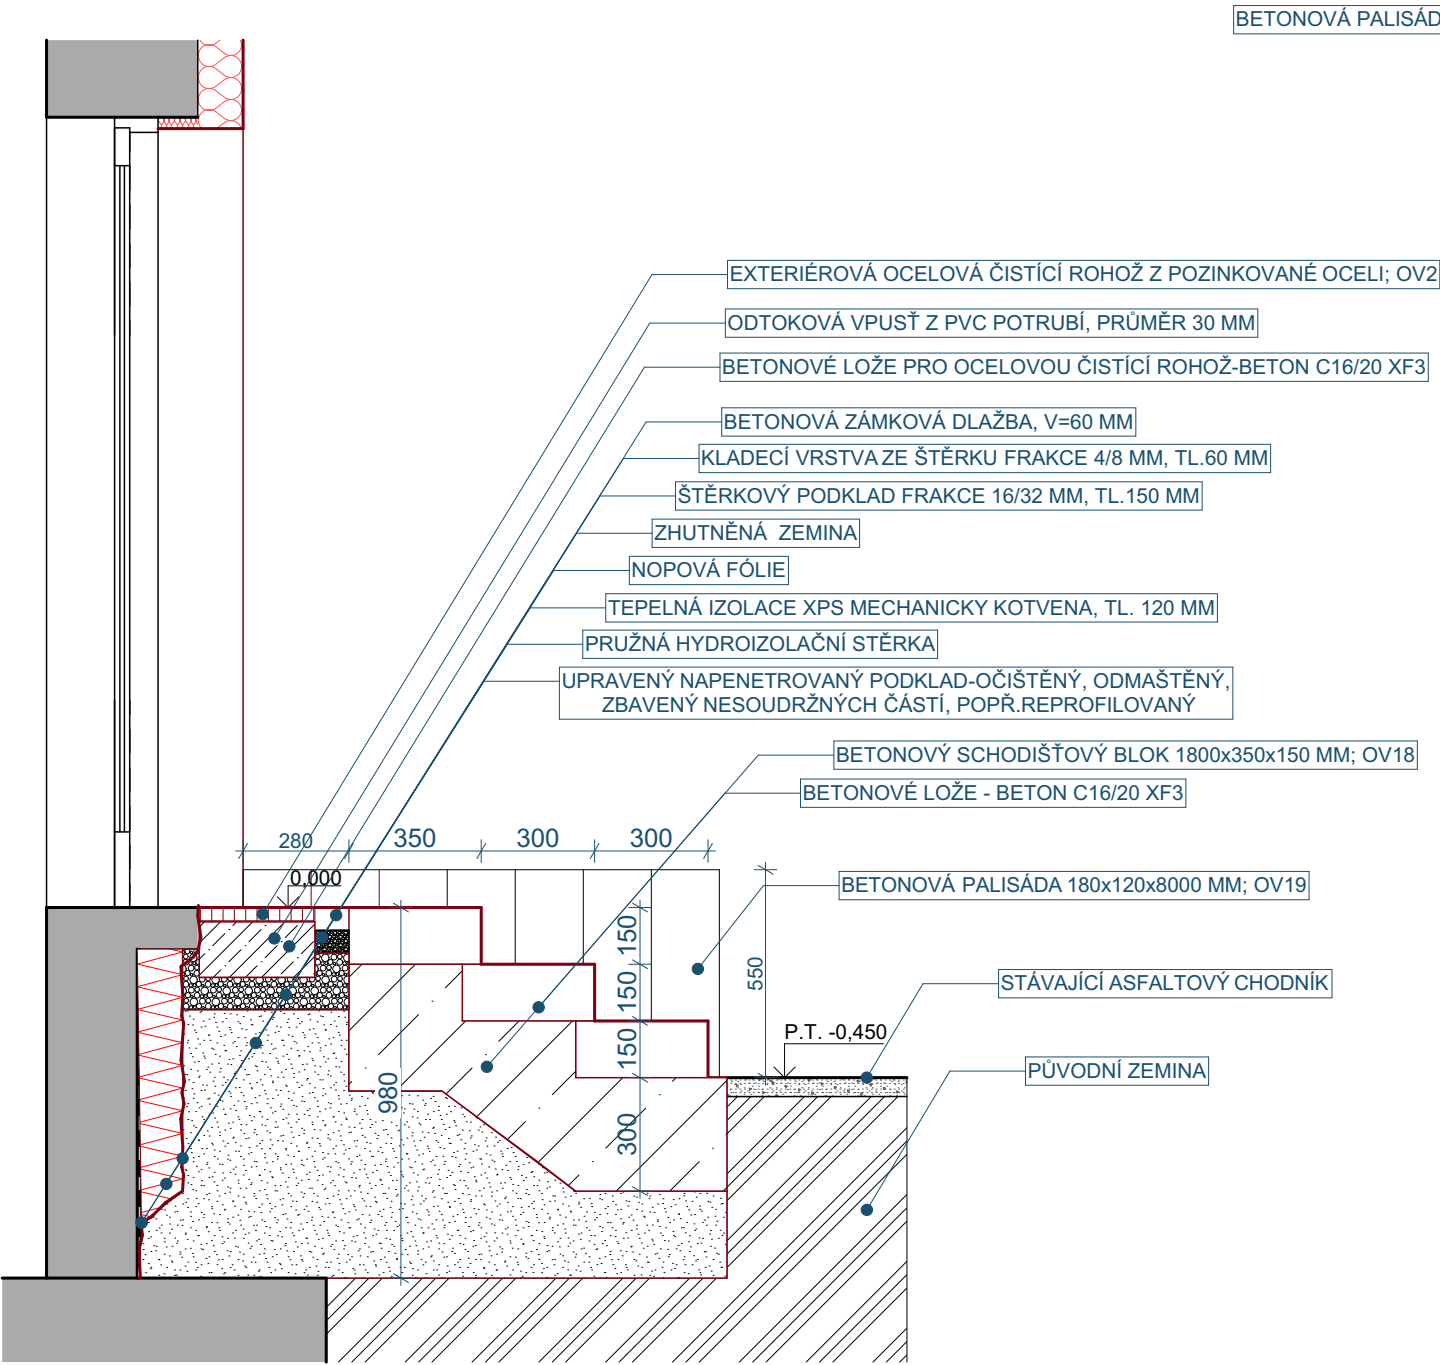 BETONOVÁ PALISÁD
EXTERIÉROVÁ OCELOVÁ ČISTÍCÍ ROHOŽ Z POZINKOVANÉ OCELI; OV2
ODTOKOVÁ VPUSŤ Z PVC POTRUBÍ, PRŮMĚR 30 MM
BETONOVÉ LOŽE PRO OCELOVOU ČISTÍCÍ ROHOŽ-BETON C16/20 XF3
BETONOVÁ ZÁMKOVÁ DLAŽBA, V=60 MM
KLADECÍ VRSTVA ZE ŠTĚRKU FRAKCE 4/8 MM, TL.60 MM
ŠTĚRKOVÝ PODKLAD FRAKCE 16/32 MM, TL.150 MM
ZHUTNĚNÁ ZEMINA
NOPOVÁ FÓLIE
TEPELNÁ IZOLACE XPS MECHANICKY KOTVENA, TL. 120 MM
PRUŽNÁ HYDROIZOLAČNÍ STĚRKA
UPRAVENÝ NAPENETROVANÝ PODKLAD-OČIŠTĚNÝ, ODMAŠTĚNÝ,
ZBAVENÝ NESOUDRŽNÝCH ČÁSTÍ, POPŘ.REPROFILOVANÝ
BETONOVÝ SCHODIŠŤOVÝ BLOK 1800x350x150 MM; OV18
BETONOVÉ LOŽE - BETON C16/20 XF3
280
350
300
300
0,000
BETONOVÁ PALISÁDA 180x120x8000 MM; OV19
150
150
150
300
550
980
STÁVAJÍCÍ ASFALTOVÝ CHODNÍK
P.T. -0,450
PŮVODNÍ ZEMINA